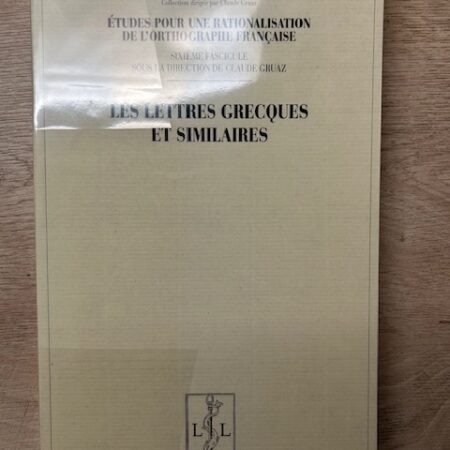 Collection dirigée par Claude Gruaz
ÉTUDES POUR UNE RATIONALISATION
DE L'ORTHOGRAPHE FRANÇAISE
SIXIÈME FASCICULE
SOUS LA DIRECTION DE CLAUDE GRUAZ
LES LETTRES GRECQUES
ET SIMILAIRES
L L